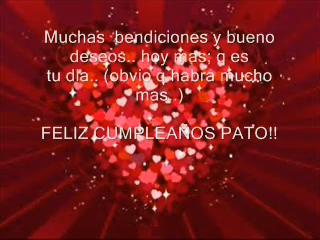 Muchas  bendiciones y bueno
deseos.. hoy mas; q es
tu dia.. (obvio q habra mucho
mas..)
FELIZ CUMPLEAÑOS PATO!!